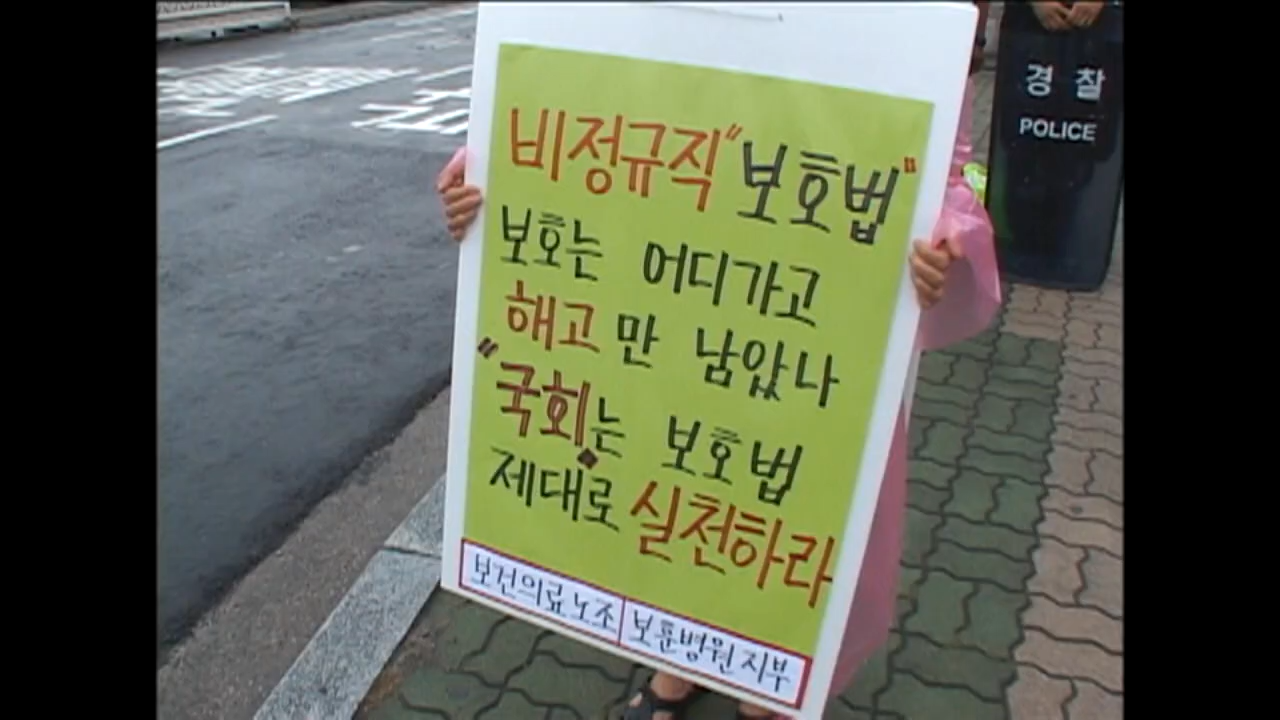 비정규직 "보호법"
보호는 어디가고
해고만 남았나
"국회"는 보호법
제대로 실천하라
보건의료노조 보훈병원지부
경찰
POLICE